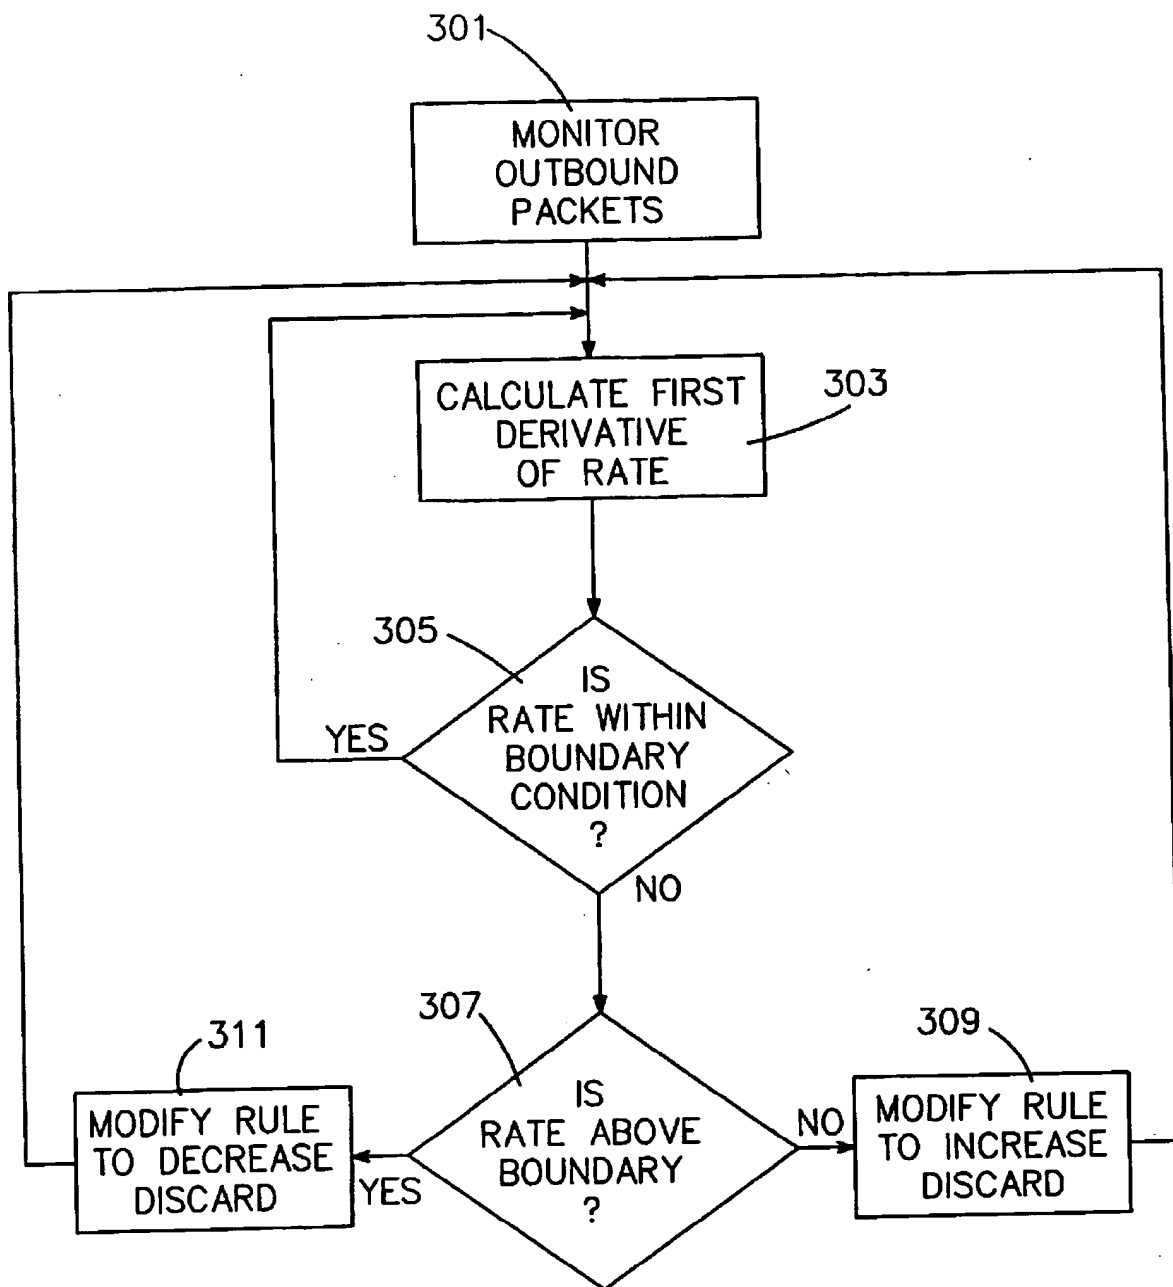 301
MONITOR
OUTBOUND
PACKETS
CALCULATE FIRST
DERIVATIVE
OF RATE
303
305
IS
RATE WITHIN
BOUNDARY
CONDITION
?
YES
NO
307
IS
RATE ABOVE
BOUNDARY
?
YES
NO
311
MODIFY RULE
TO DECREASE
DISCARD
309
MODIFY RULE
TO INCREASE
DISCARD